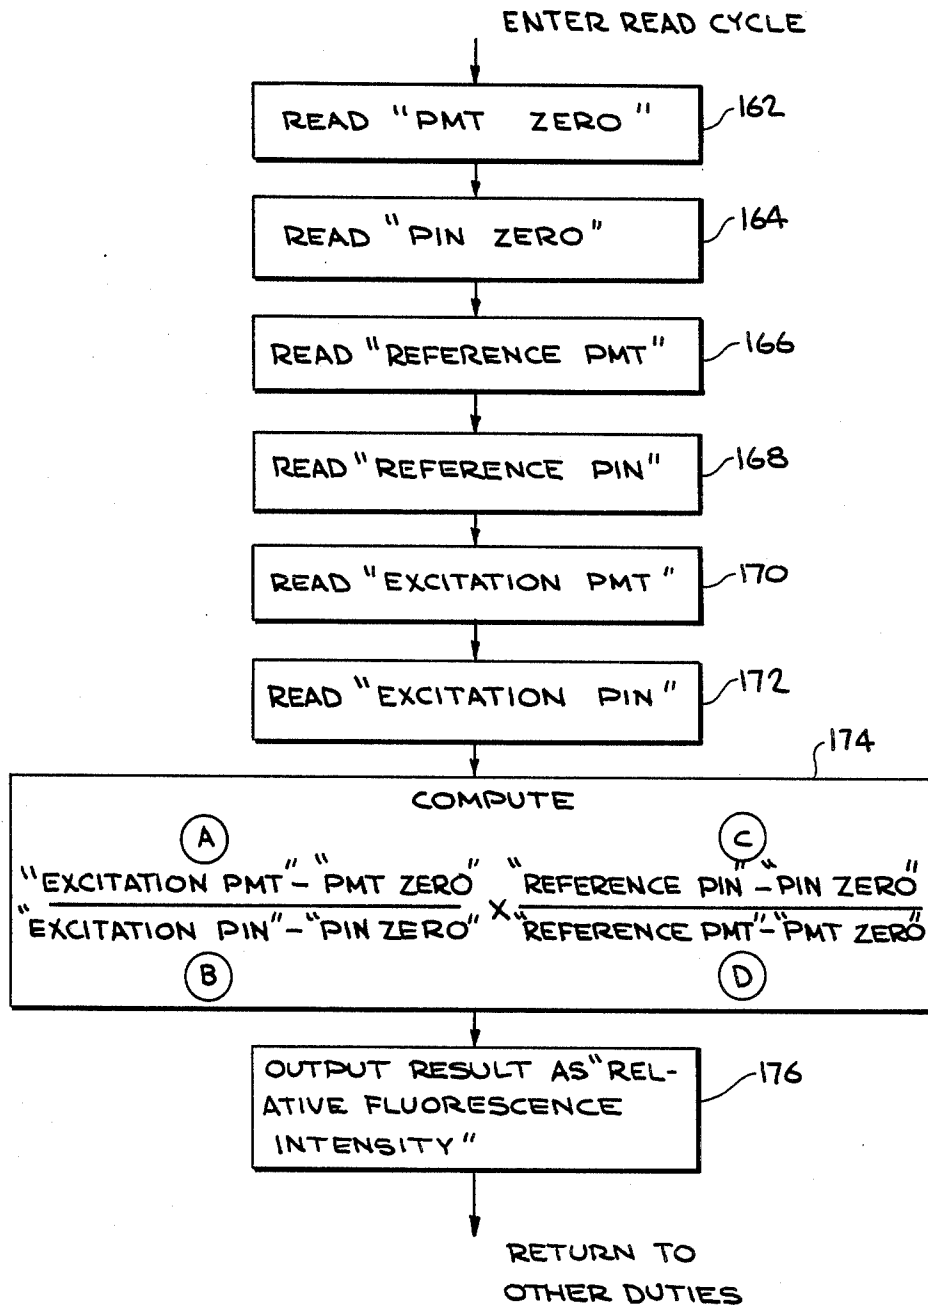 ENTER READ CYCLE
READ "PMT ZERO"
162
READ "PIN ZERO"
164
READ "REFERENCE PMT"
166
READ "REFERENCE PIN"
168
READ "EXCITATION PMT"
170
READ "EXCITATION PIN"
172
174
COMPUTE
A C
"EXCITATION PMT"-"PMT ZERO" "REFERENCE PIN"-"PIN ZERO"
X
"EXCITATION PIN"-"PIN ZERO" "REFERENCE PMT"-"PMT ZERO"
B D
OUTPUT RESULT AS "REL-
ATIVE FLUORESCENCE
INTENSITY"
176
RETURN TO
OTHER DUTIES